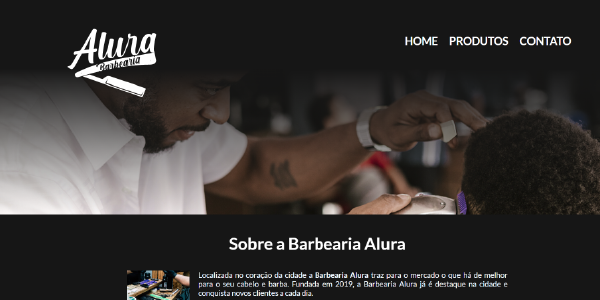 Alura
Barbearia
HOME PRODUTOS CONTATO
Sobre a Barbearia Alura
Localizada no coração da cidade a Barbearia Alura traz para o mercado o que há de melhor
para o seu cabelo e barba. Fundada em 2019, a Barbearia Alura já é destaque na cidade e
conquista novos clientes a cada dia.